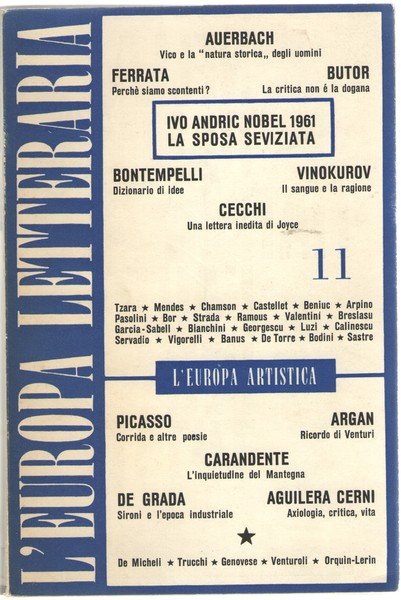 L'EUROPA LETTERARIA
AUERBACH
Vico e la "natura storica„ degli uomini
FERRATA
Perchè siamo scontenti?
BUTOR
La critica non é la dogana
IVO ANDRIC NOBEL 1961
LA SPOSA SEVIZIATA
BONTEMPELLI
Dizionario di idee
VINOKUROV
Il sangue e la ragione
CECCHI
Una lettera inedita di Joyce
11
Tzara ★ Mendes ★ Chamson ★ Castellet ★ Beniuc ★ Arpino
Pasolini ★ Bor ★ Strada ★ Ramous ★ Valentini ★ Breslasu
Garcia-Sabell ★ Bianchini ★ Georgescu ★ Luzi ★ Calinescu
Servadio ★ Vigorelli ★ Banus ★ De Torre ★ Bodini ★ Sastre
L'EURÒPA ARTISTICA
PICASSO
Corrida e altre poesie
ARGAN
Ricordo di Venturi
CARANDENTE
L'inquietudine del Mantegna
DE GRADA
Sironi e l'epoca industriale
AGUILERA CERNI
Axiologia, critica, vita
★
De Micheli ★ Trucchi ★ Genovese ★ Venturoli ★ Orquin-Lerin